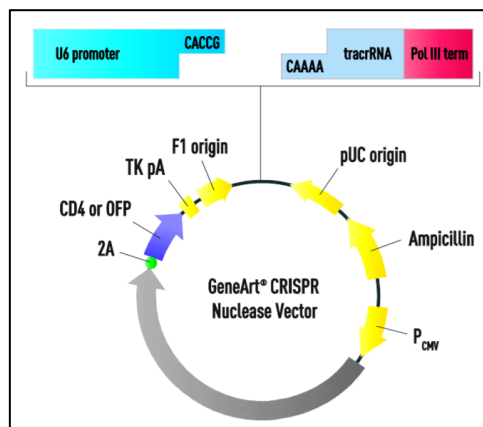 U6 promoter
CACCG
CAAAA
tracrRNA
Pol III term
F1 origin
TK pA
CD4 or OFP
2A
pUC origin
Ampicillin
GeneArt® CRISPR
Nuclease Vector
PCMV